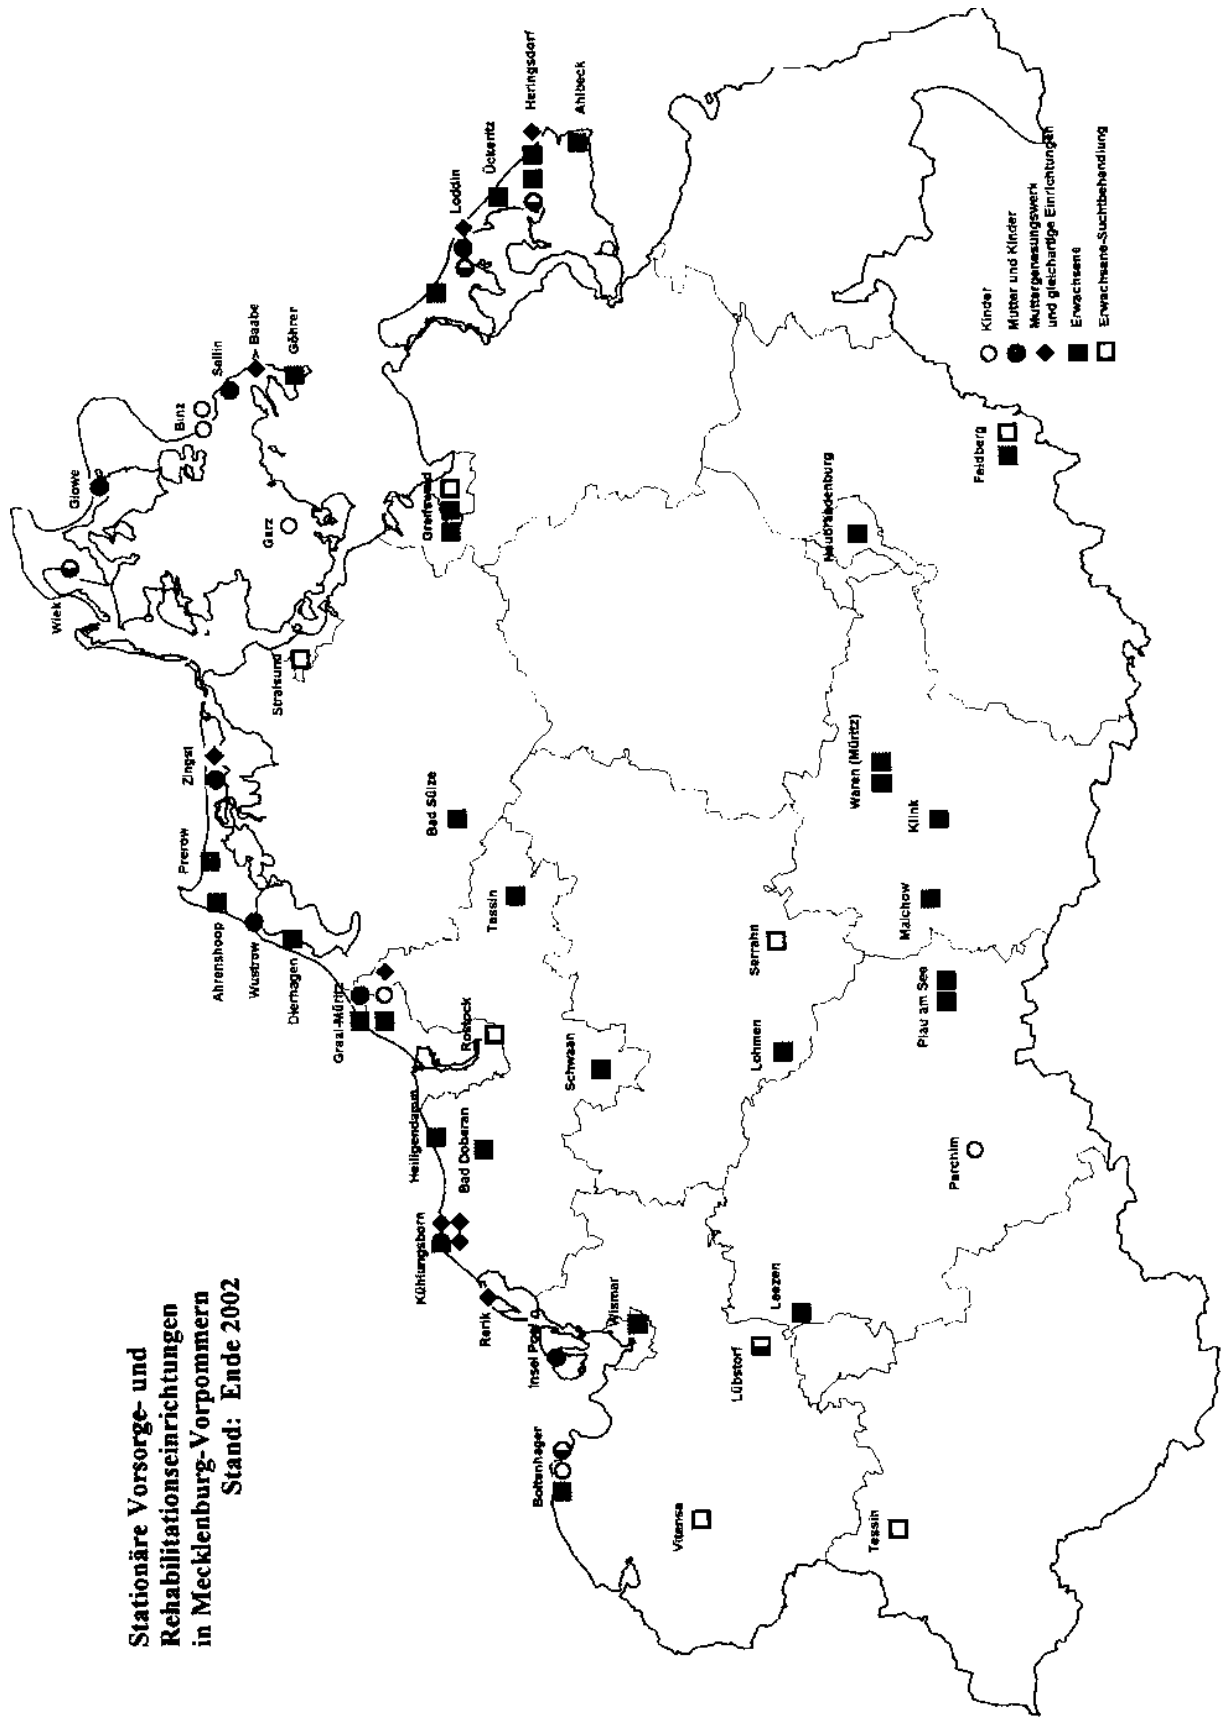 Stationäre Vorsorge- und
Rehabilitationseinrichtungen
in Mecklenburg-Vorpommern
Stand: Ende 2002
Wiek
Glowe
Binz
Sellin
Baabe
Göhren
Garz
Stralsund
Zingst
Prerow
Ahrenshoop
Wustrow
Dierhagen
Graal-Müritz
Rostock
Heiligendamm
Bad Doberan
Kühlungsborn
Rerik
Insel Poel
Wismar
Boltenhagen
Greifswald
Loddin
Ückeritz
Heringsdorf
Ahlbeck
Bad Sülze
Tessin
Schwaan
Serrahn
Lohmen
Waren (Müritz)
Klink
Malchow
Plau am See
Parchim
Leezen
Lübstorf
Vitense
Tessin
Neubrandenburg
Feldberg
Kinder
Mutter und Kinder
Müttergenesungswerk
und gleichartige Einrichtungen
Erwachsene
Erwachsene-Suchtbehandlung